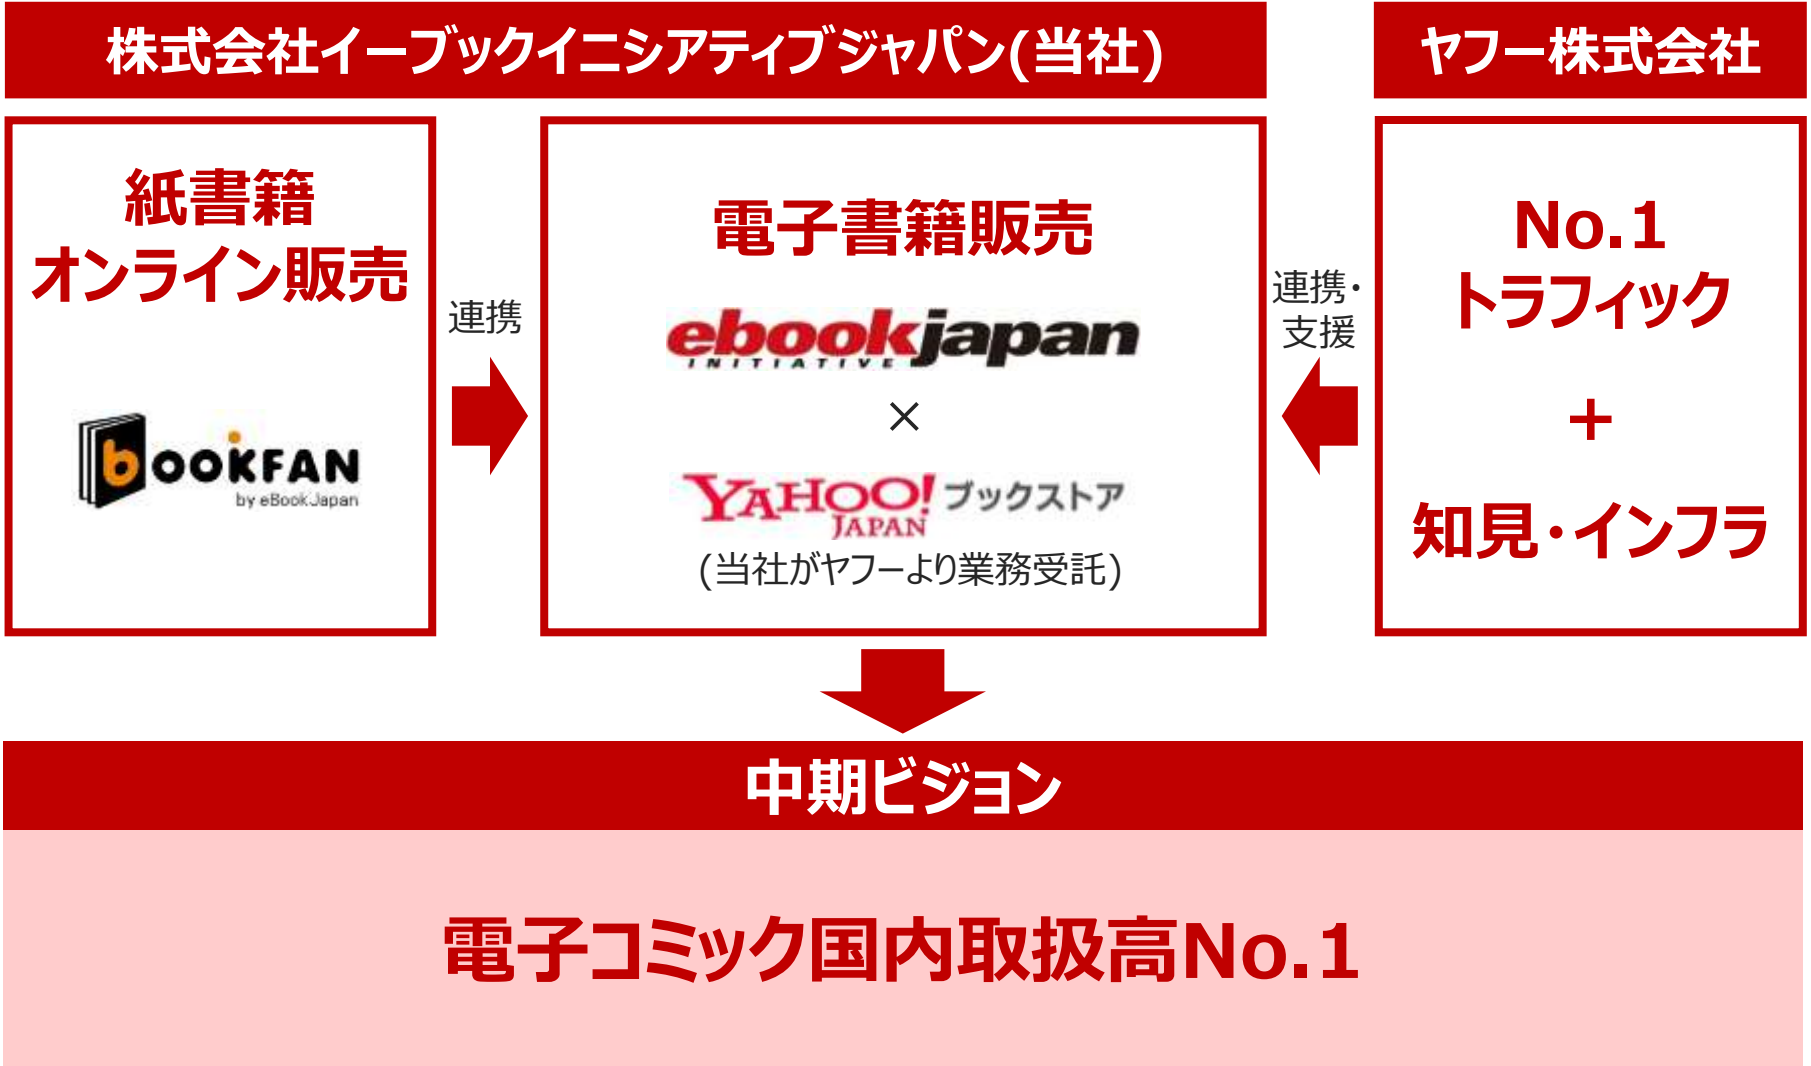 株式会社イーブックイニシアティブジャパン(当社)
ヤフー株式会社
紙書籍
オンライン販売
bookFAN
by eBookJapan
連携
電子書籍販売
ebookjapan
INITIATIVE
×
YAHOO! ブックストア
JAPAN
(当社がヤフーより業務受託)
連携・
支援
No.1
トラフィック
+
知見・インフラ
中期ビジョン
電子コミック国内取扱高No.1